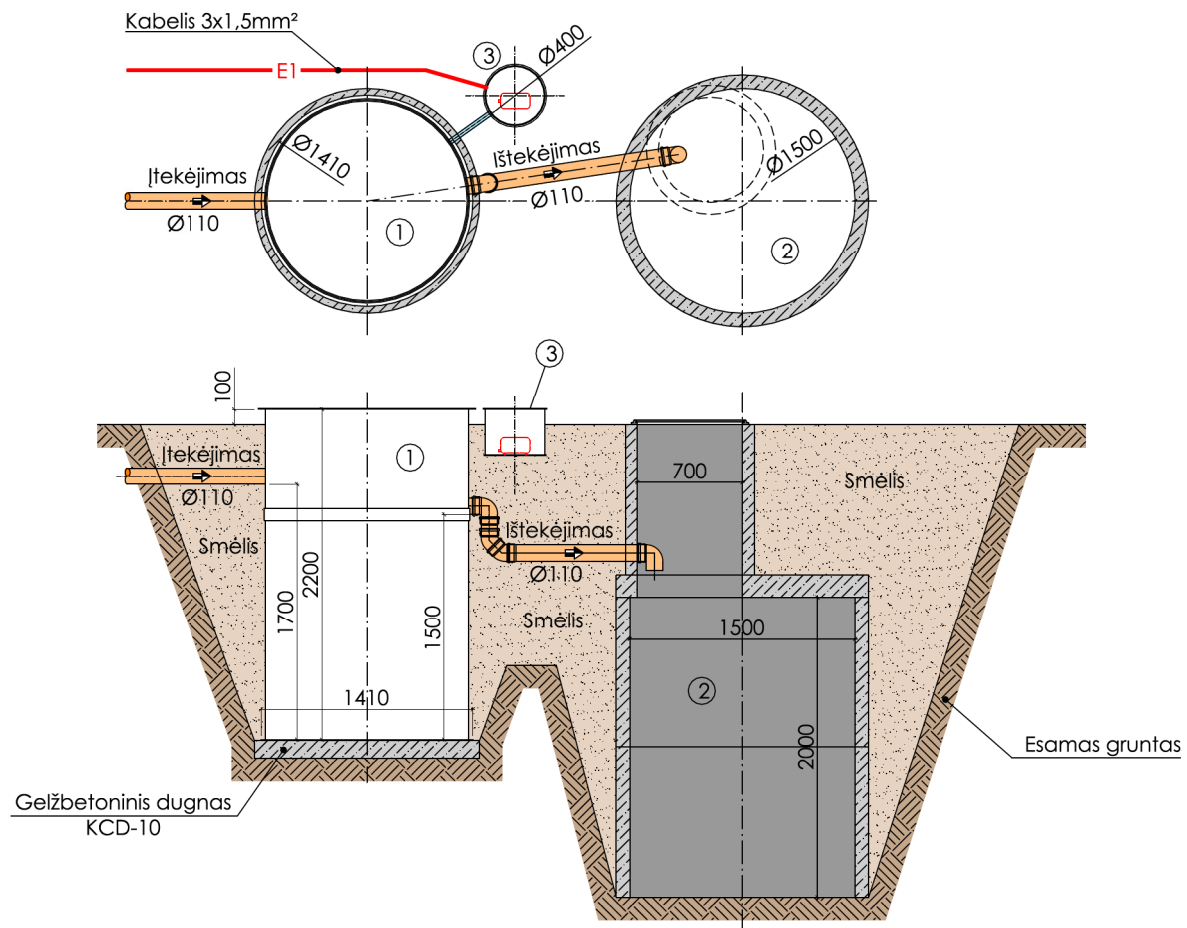 Kabelis 3x1,5mm²
E1
3
Ø400
Ø1410
Įtekėjimas
Ø110
1
Ištekėjimas
Ø110
Ø1500
2
3
100
Įtekėjimas
Ø110
1
Smėlis
1700
2200
1500
1410
Ištekėjimas
Ø110
Smėlis
700
Smėlis
1500
2
2000
Esamas gruntas
Gelžbetoninis dugnas
KCD-10